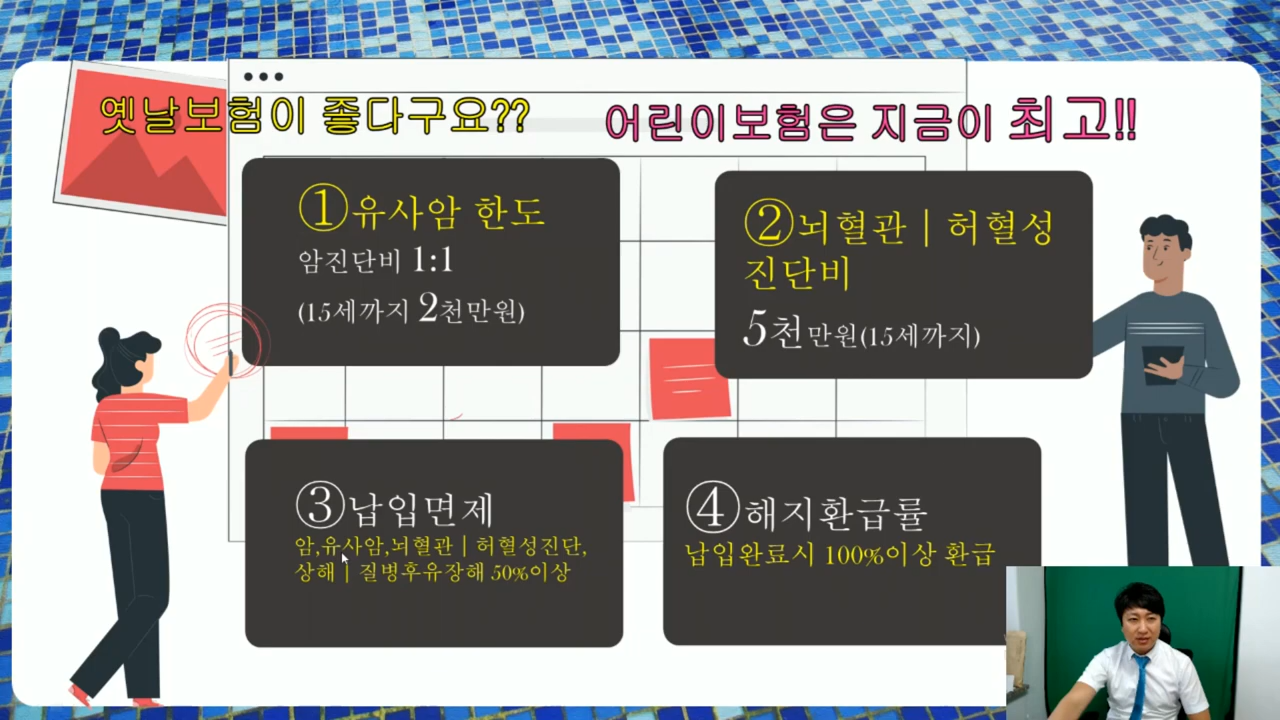 옛날보험이 좋다구요??
어린이보험은 지금이 최고!!
①유사암 한도
암진단비 1:1
(15세까지 2천만원)
②뇌혈관 | 허혈성
진단비
5천만원(15세까지)
③납입면제
암,유사암,뇌혈관 | 허혈성진단,
상해 | 질병후유장해 50%이상
④해지환급률
납입완료시 100%이상 환급